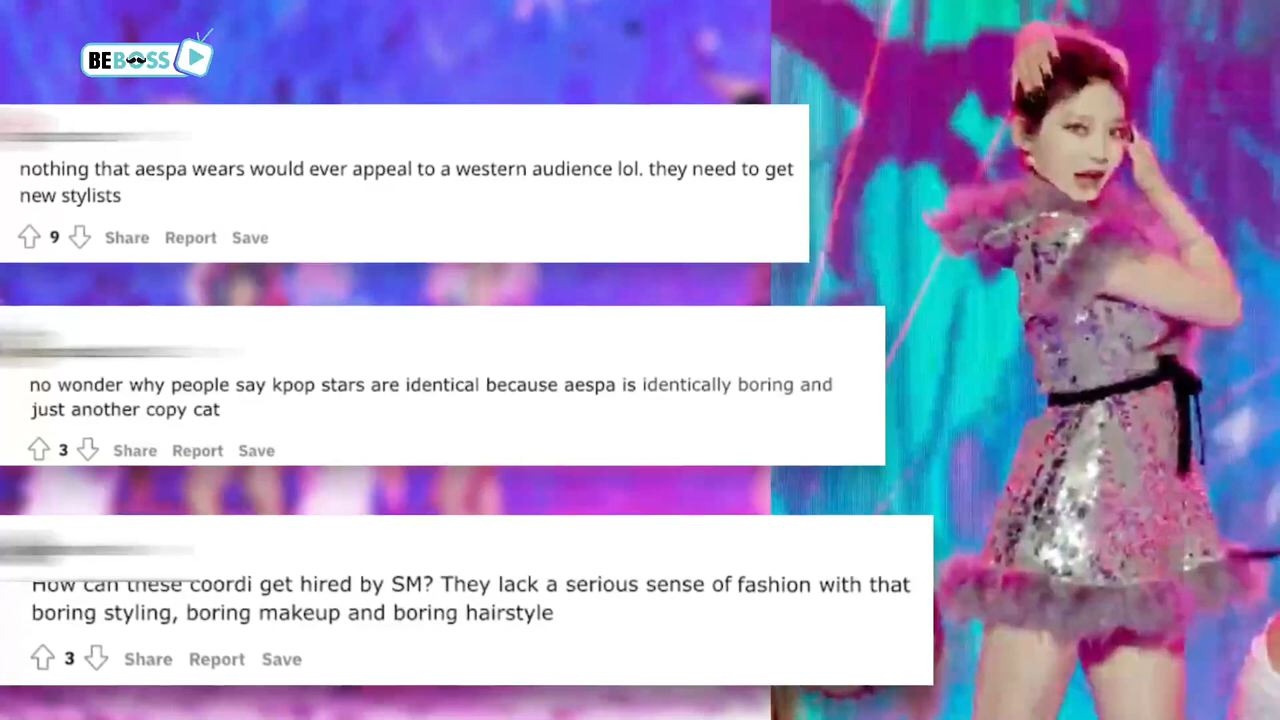 BEBOSS
nothing that aespa wears would ever appeal to a western audience lol. they need to get
new stylists
9 Share Report Save
no wonder why people say kpop stars are identical because aespa is identically boring and
just another copy cat
3 Share Report Save
How can these coordi get hired by SM? They lack a serious sense of fashion with that
boring styling, boring makeup and boring hairstyle
3 Share Report Save